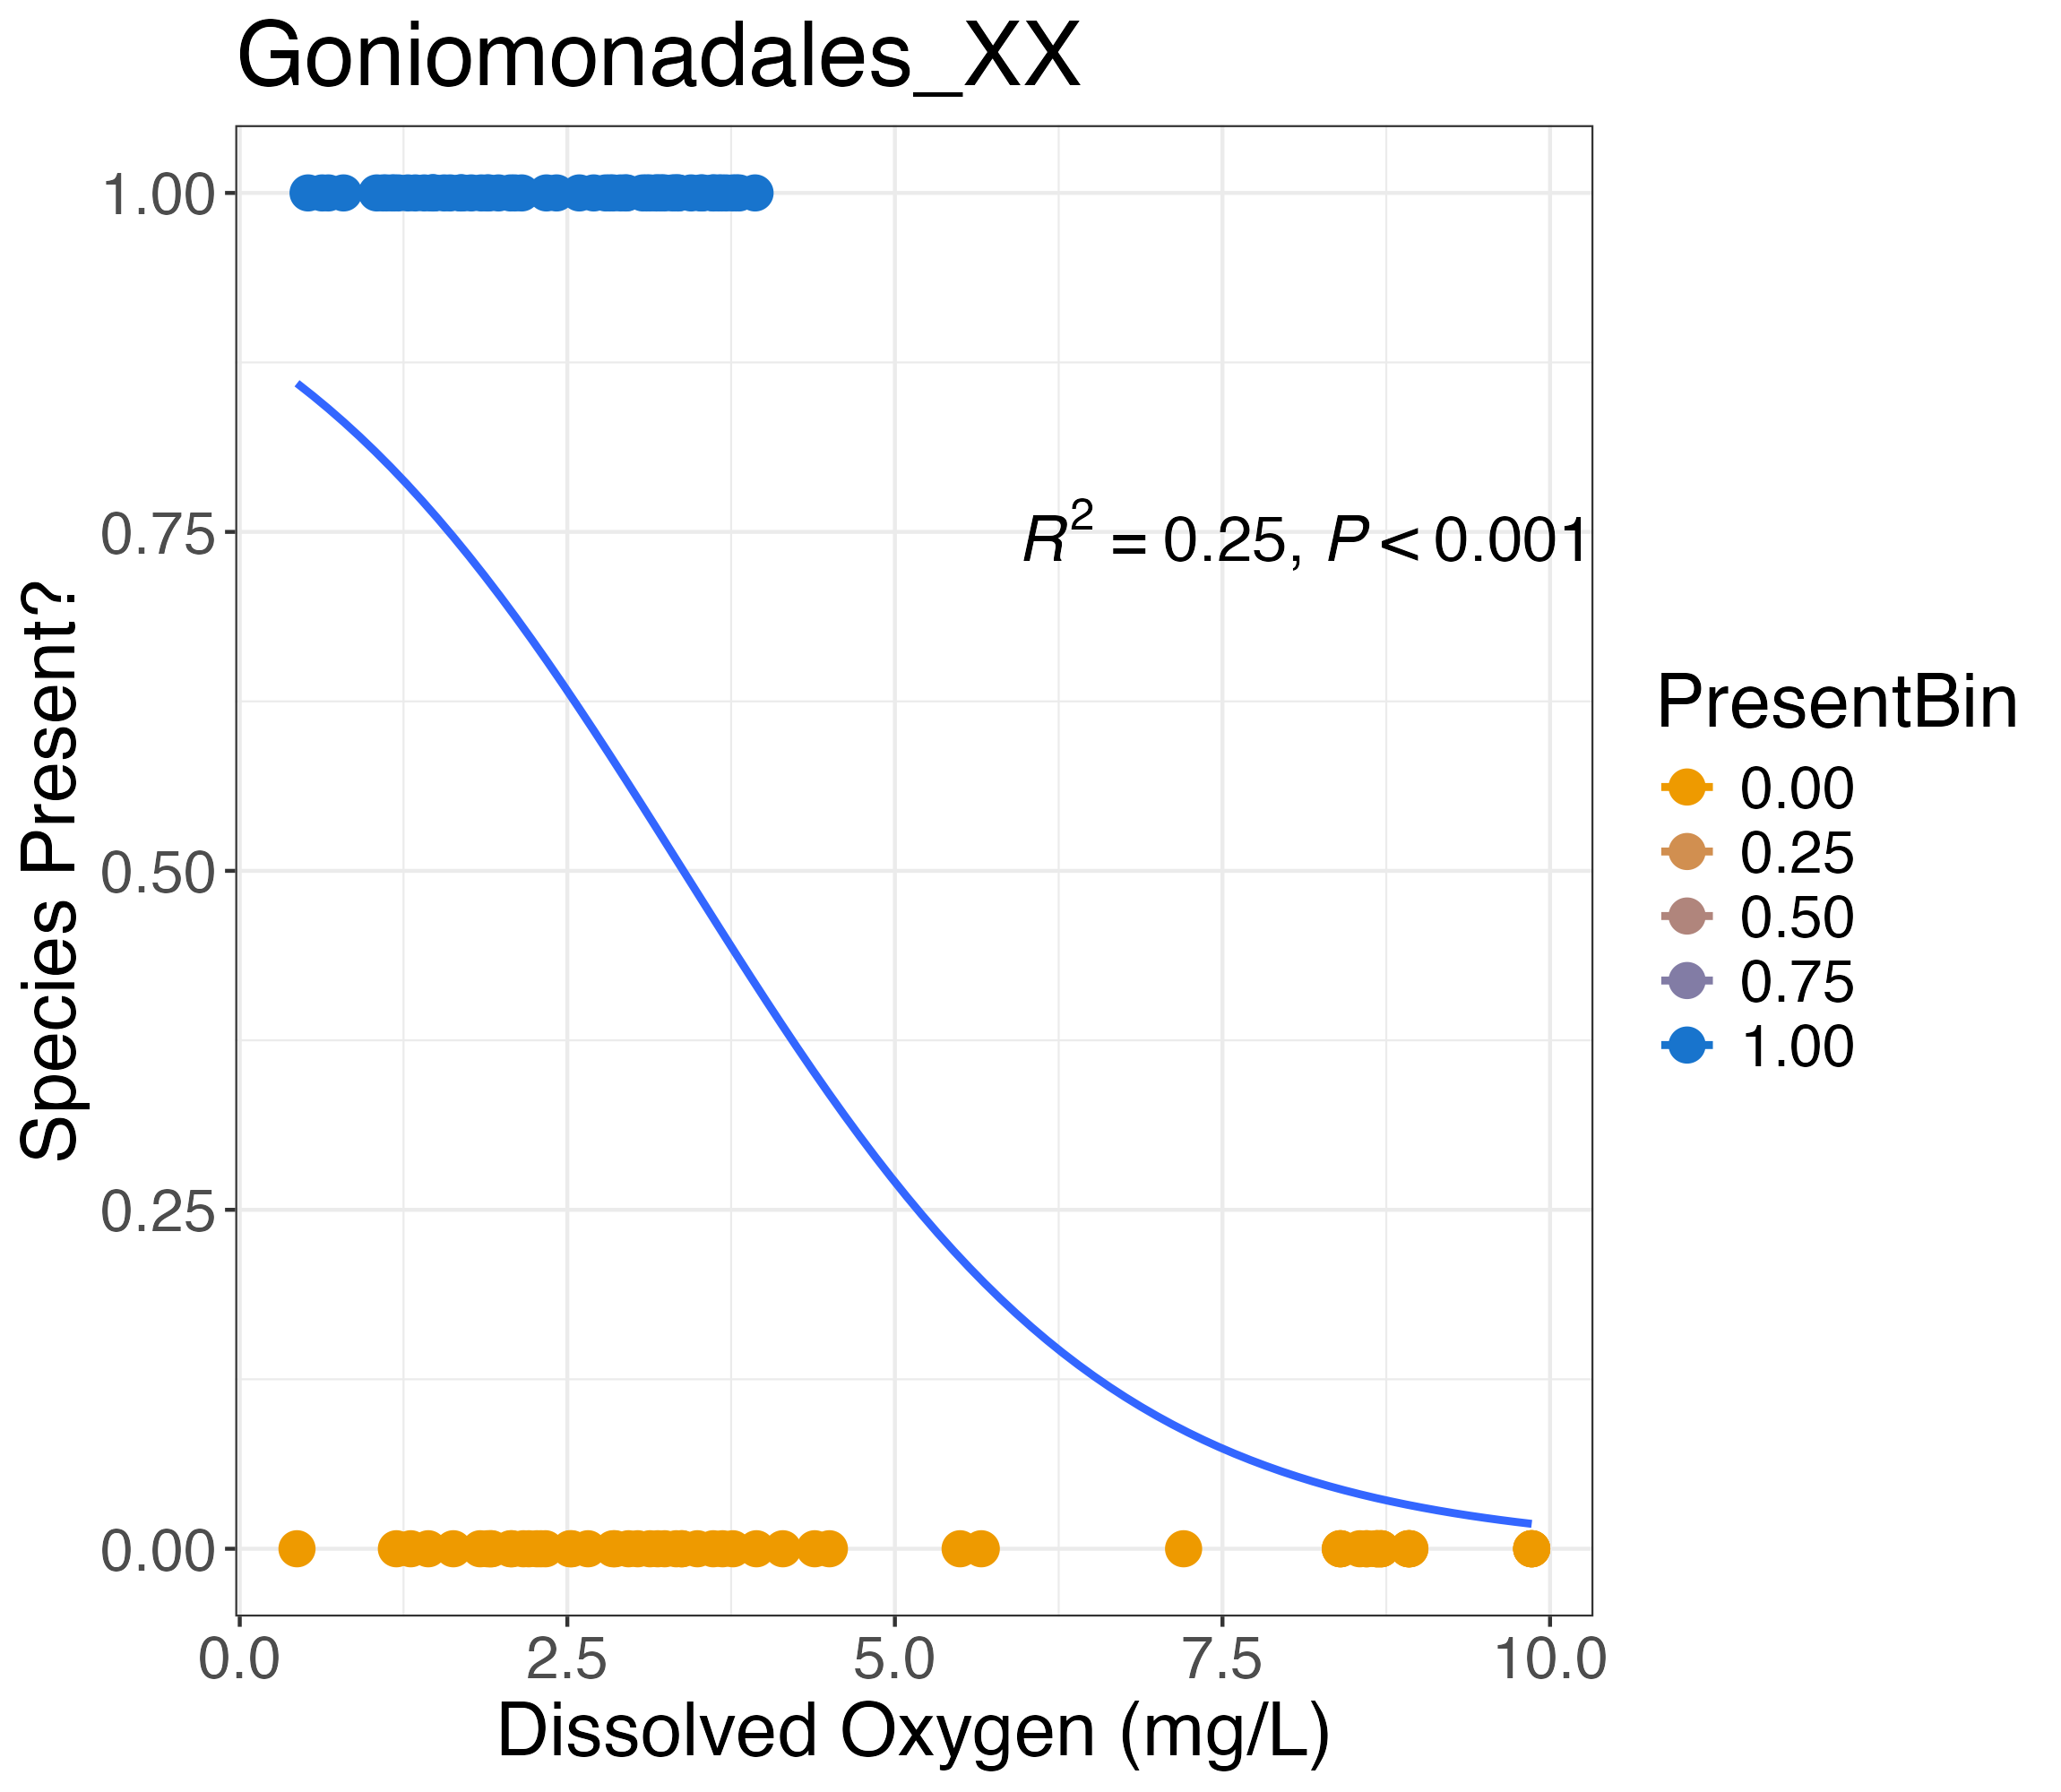 Goniomonadales_XX
1.00
0.75
0.50
0.25
0.00
Species Present?
R² = 0.25, P < 0.001
0.0 2.5 5.0 7.5 10.0
Dissolved Oxygen (mg/L)
PresentBin
0.00
0.25
0.50
0.75
1.00